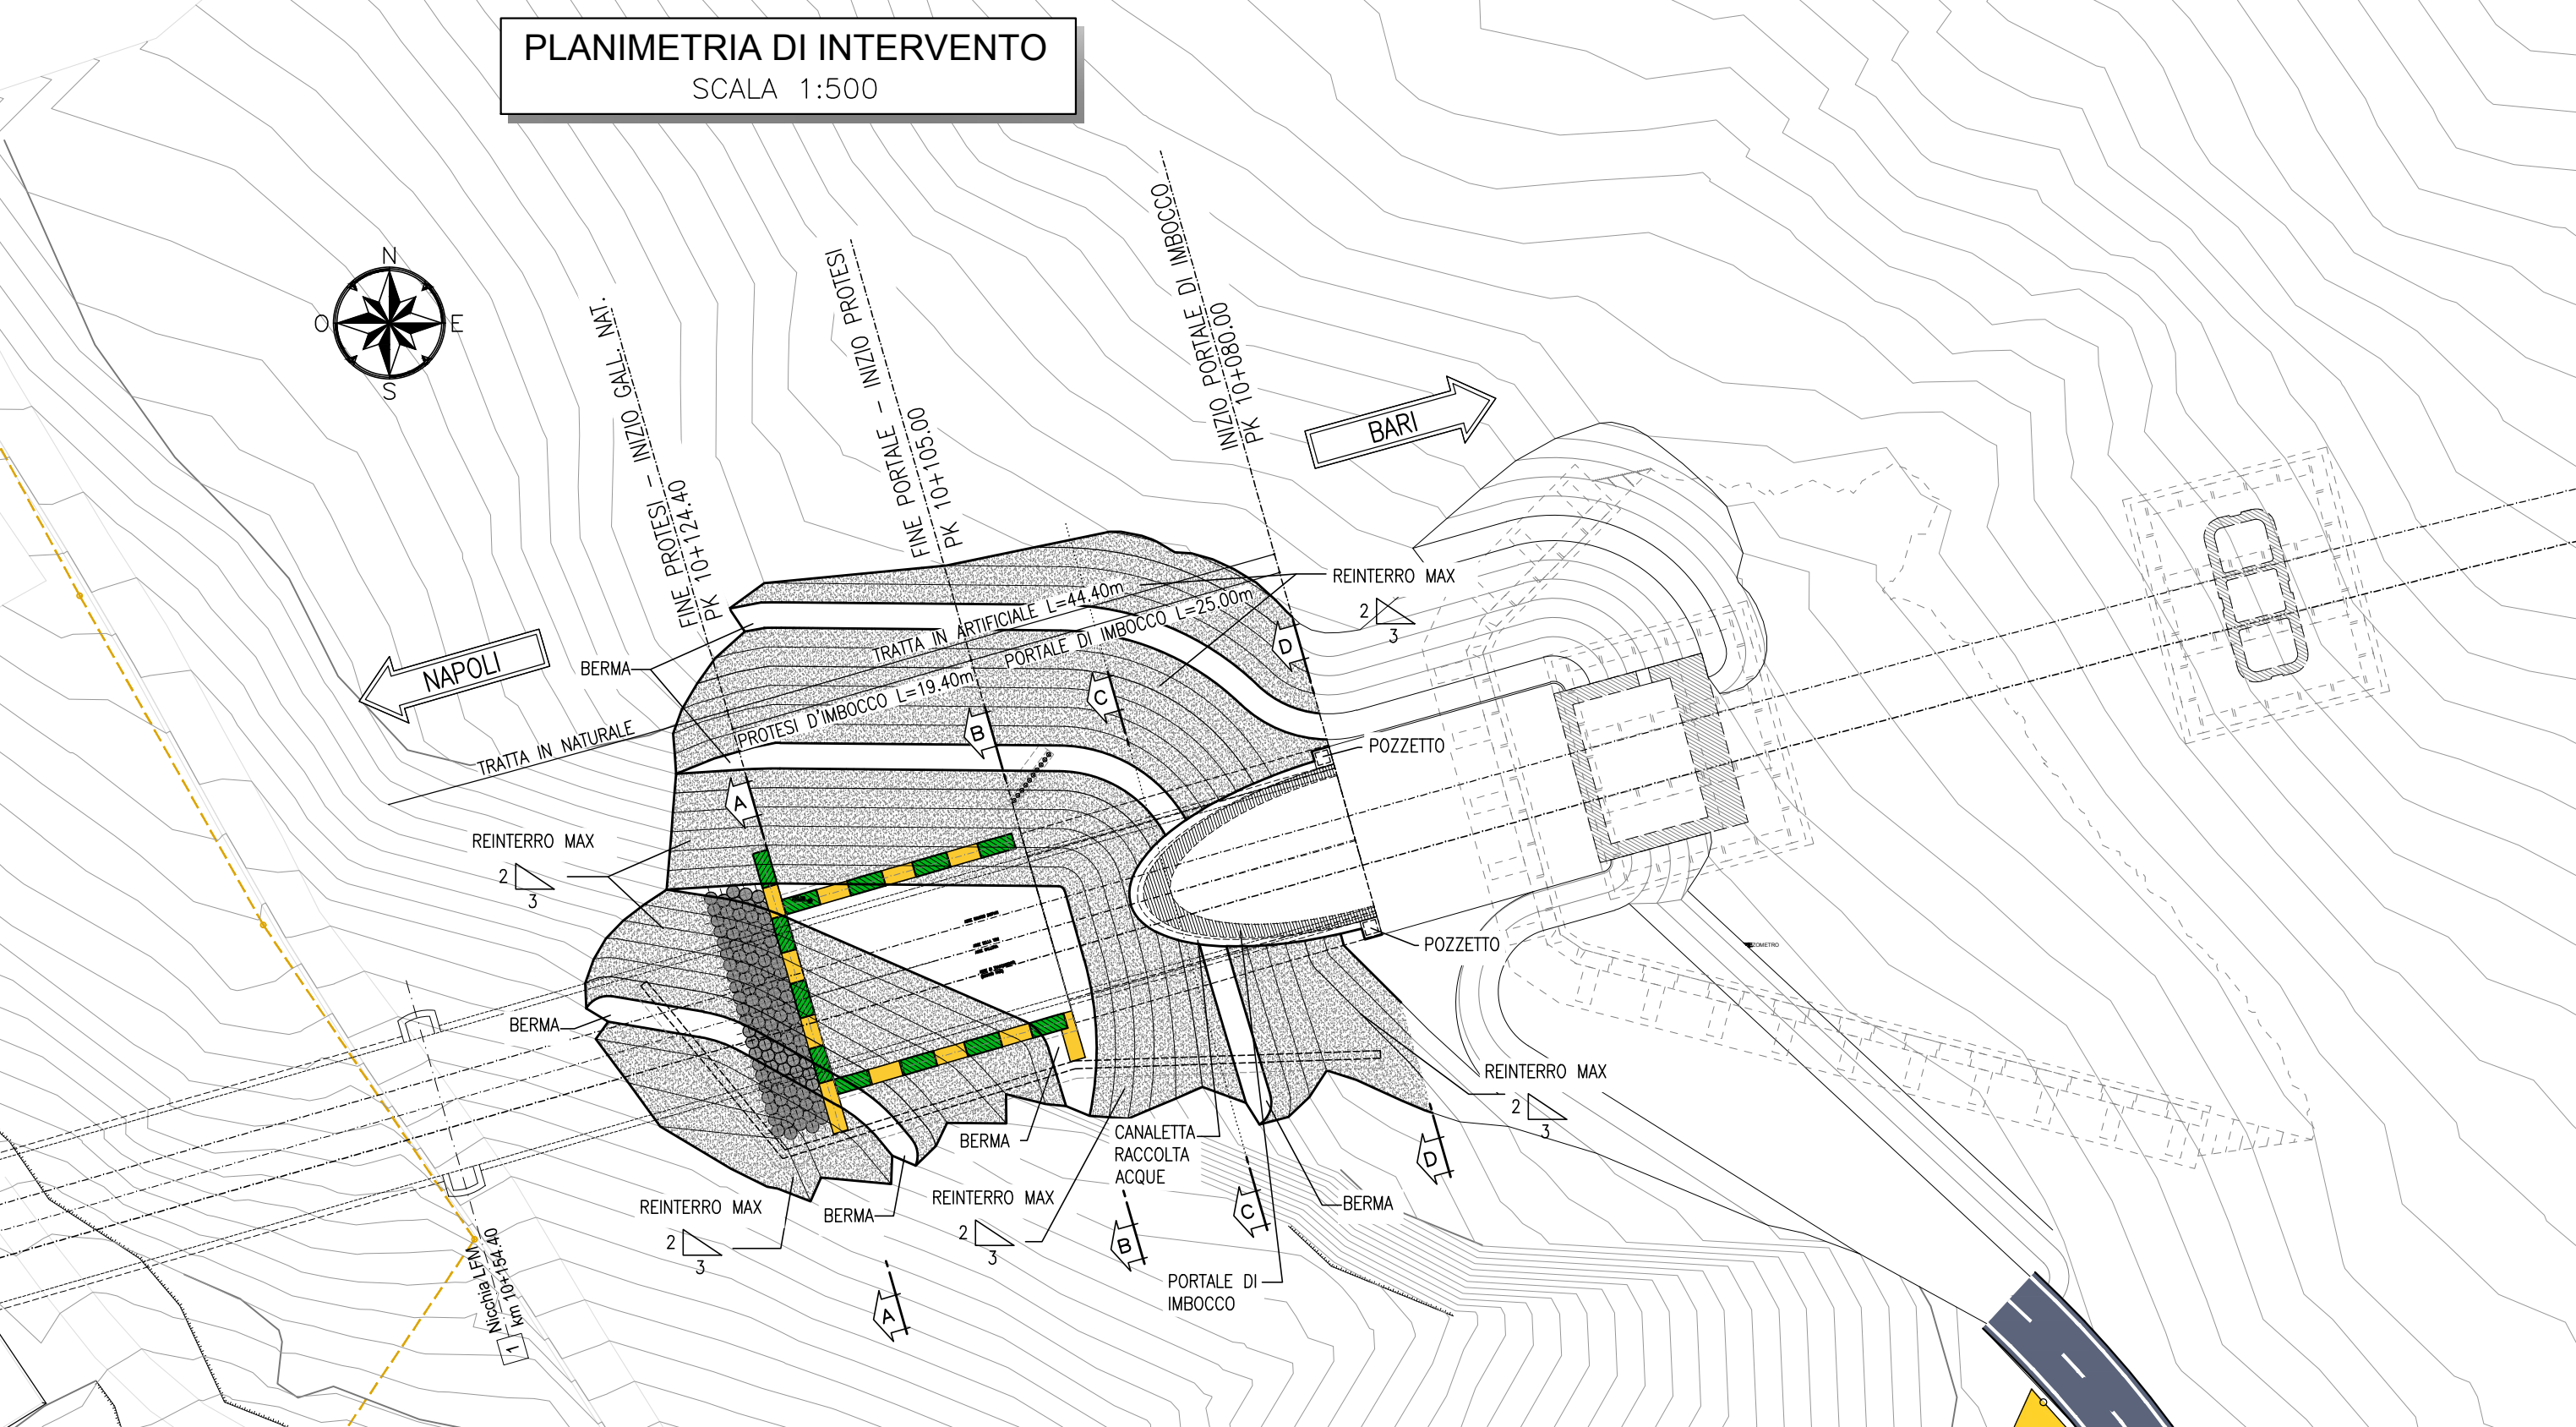 PLANIMETRIA DI INTERVENTO
SCALA 1:500
N
O
E
S
FINE PROTESI - INIZIO GALL. NAT.
PK 10+124.40
FINE PORTALE - INIZIO PROTESI
PK 10+105.00
INIZIO PORTALE DI IMBOCCO
PK 10+080.00
BARI
NAPOLI
REINTERRO MAX
2
3
TRATTA IN ARTIFICIALE L=44.40m
PORTALE DI IMBOCCO L=25.00m
PROTESI D'IMBOCCO L=19.40m
TRATTA IN NATURALE
BERMA
D
C
B
A
POZZETTO
REINTERRO MAX
2
3
POZZETTO
BERMA
REINTERRO MAX
2
3
BERMA
CANALETTA
RACCOLTA
ACQUE
REINTERRO MAX
2
3
BERMA
REINTERRO MAX
2
3
BERMA
D
C
B
A
PORTALE DI
IMBOCCO
Nicchia LFM
km 10+154.40
1